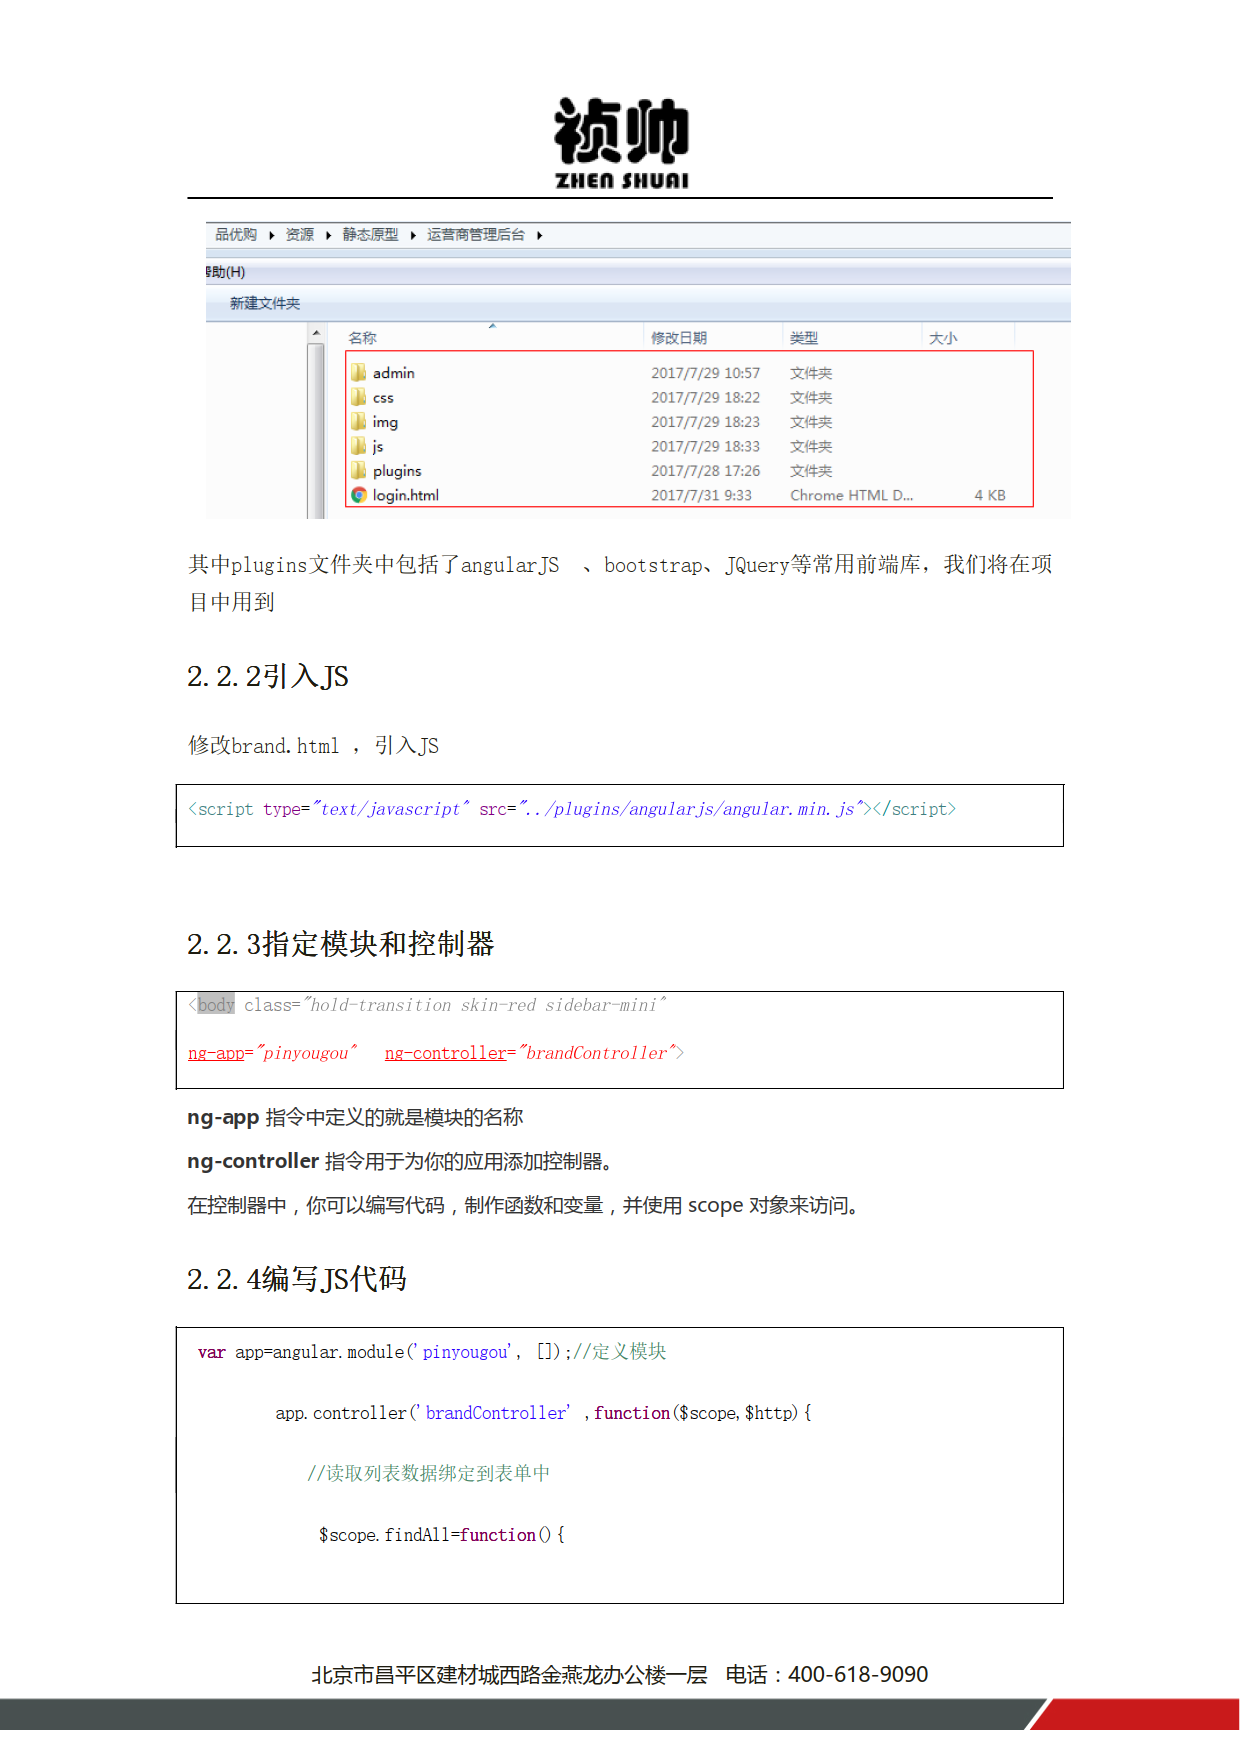 祯帅
ZHEN SHUAI
品优购 ▸ 资源 ▸ 静态原型 ▸ 运营商管理后台 ▸
帮助(H)
新建文件夹
名称 修改日期 类型 大小
admin 2017/7/29 10:57 文件夹
css 2017/7/29 18:22 文件夹
img 2017/7/29 18:23 文件夹
js 2017/7/29 18:33 文件夹
plugins 2017/7/28 17:26 文件夹
login.html 2017/7/31 9:33 Chrome HTML D... 4 KB
其中plugins文件夹中包括了angularJS 、bootstrap、JQuery等常用前端库，我们将在项
目中用到
2.2.2引入JS
修改brand.html ，引入JS
<script type="text/javascript" src="../plugins/angularjs/angular.min.js"></script>
2.2.3指定模块和控制器
<body class="hold-transition skin-red sidebar-mini"
ng-app="pinyougou" ng-controller="brandController">
ng-app 指令中定义的就是模块的名称
ng-controller 指令用于为你的应用添加控制器。
在控制器中，你可以编写代码，制作函数和变量，并使用 scope 对象来访问。
2.2.4编写JS代码
var app=angular.module('pinyougou', []);//定义模块
app.controller('brandController' ,function($scope,$http){
//读取列表数据绑定到表单中
$scope.findAll=function(){
北京市昌平区建材城西路金燕龙办公楼一层 电话：400-618-9090